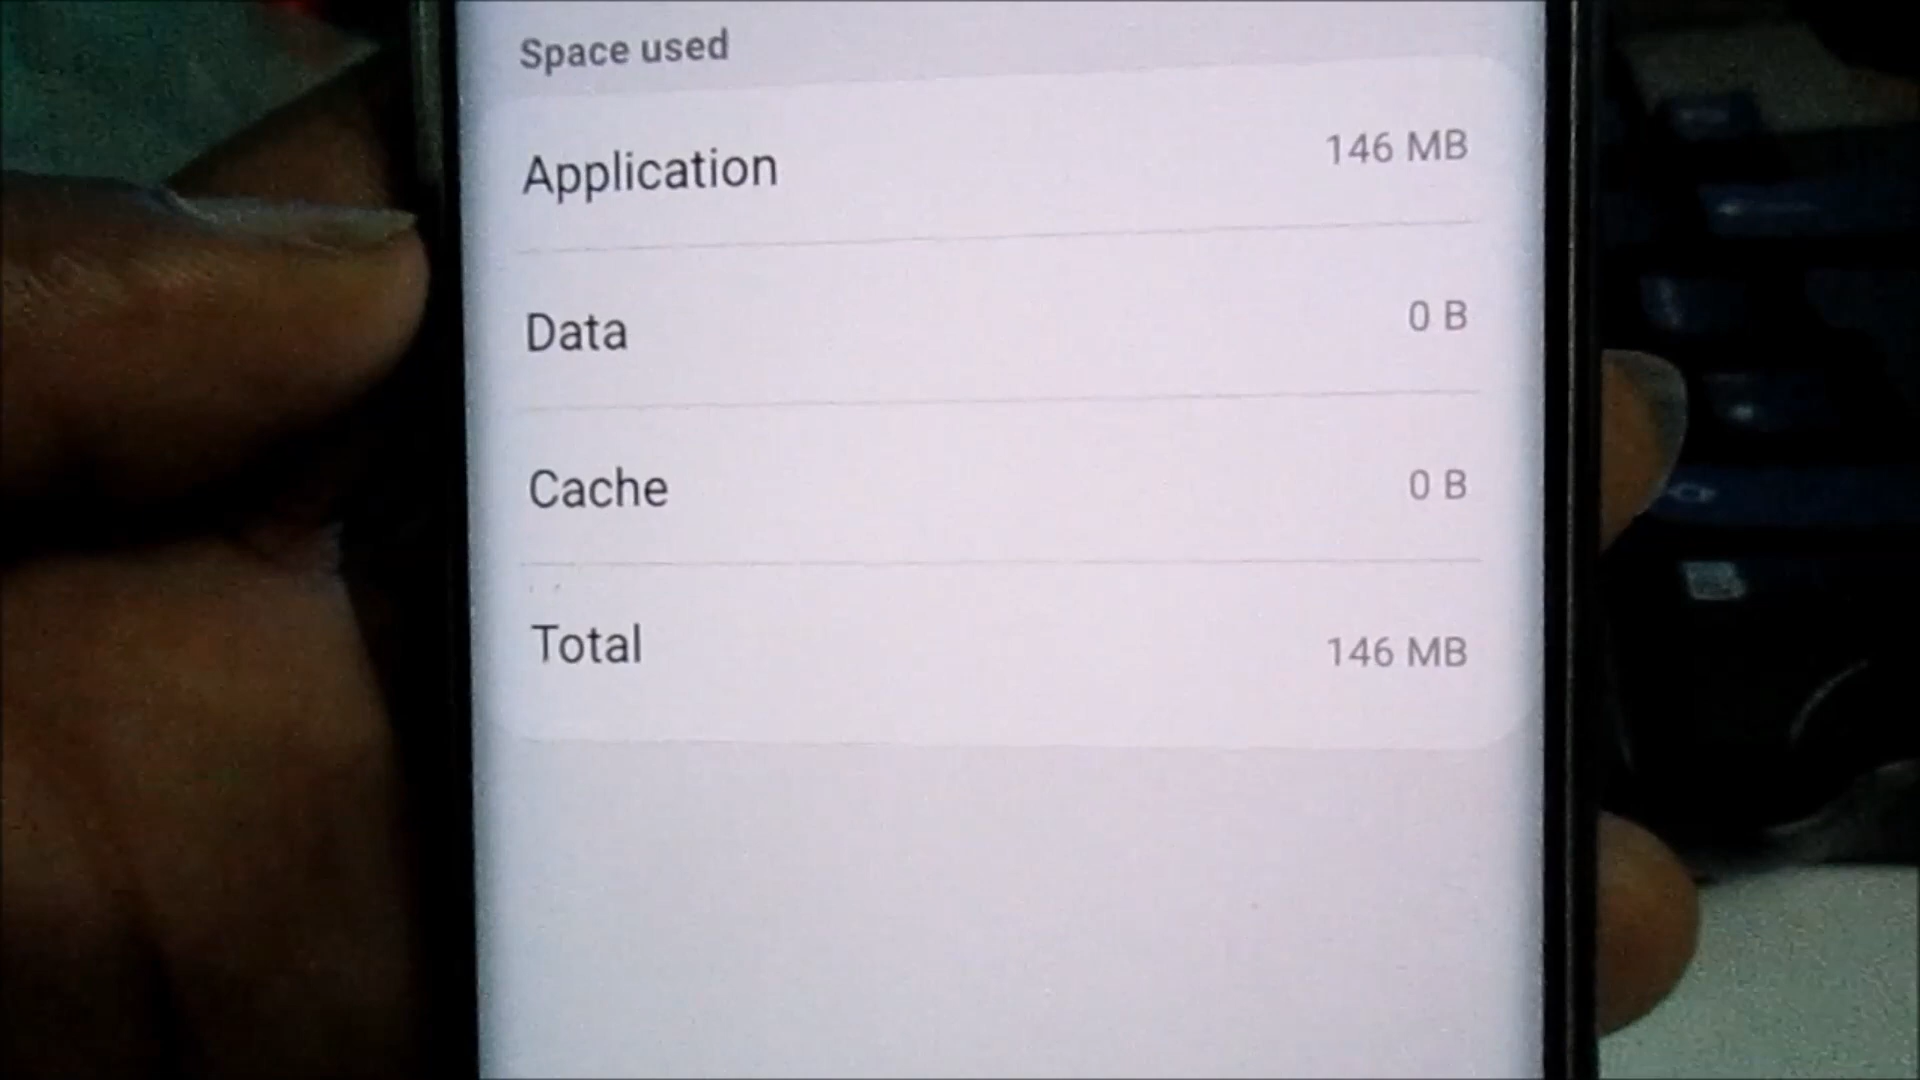 Space used
Application 146 MB
Data 0 B
Cache 0 B
Total 146 MB